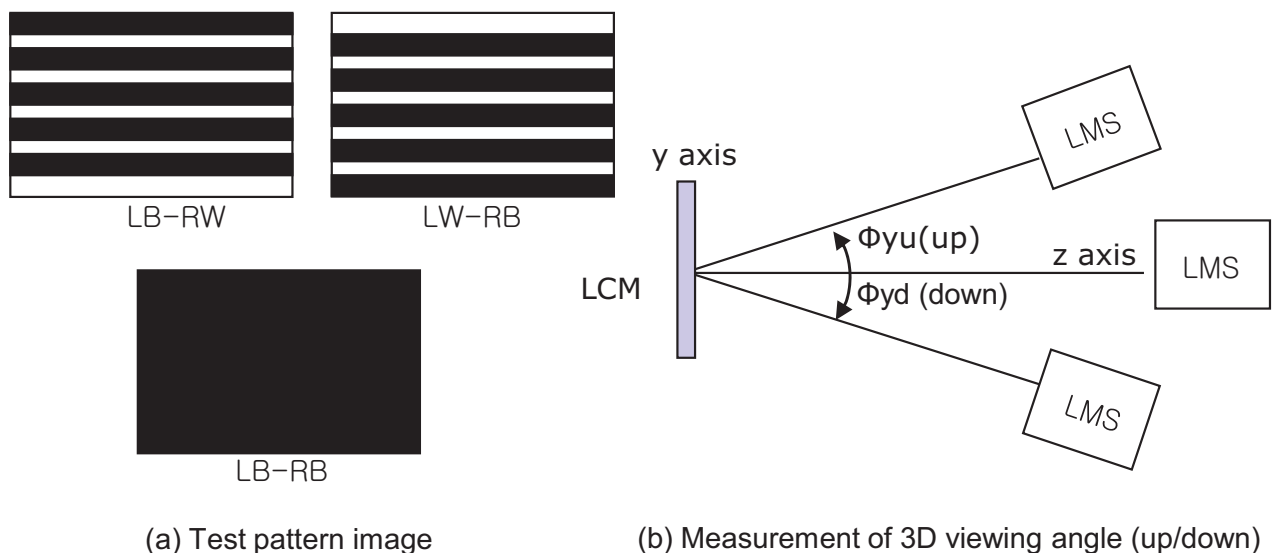 LB-RW
LW-RB
LB-RB
(a) Test pattern image
y axis
LCM
Φyu(up)
z axis
Φyd (down)
LMS
LMS
LMS
(b) Measurement of 3D viewing angle (up/down)